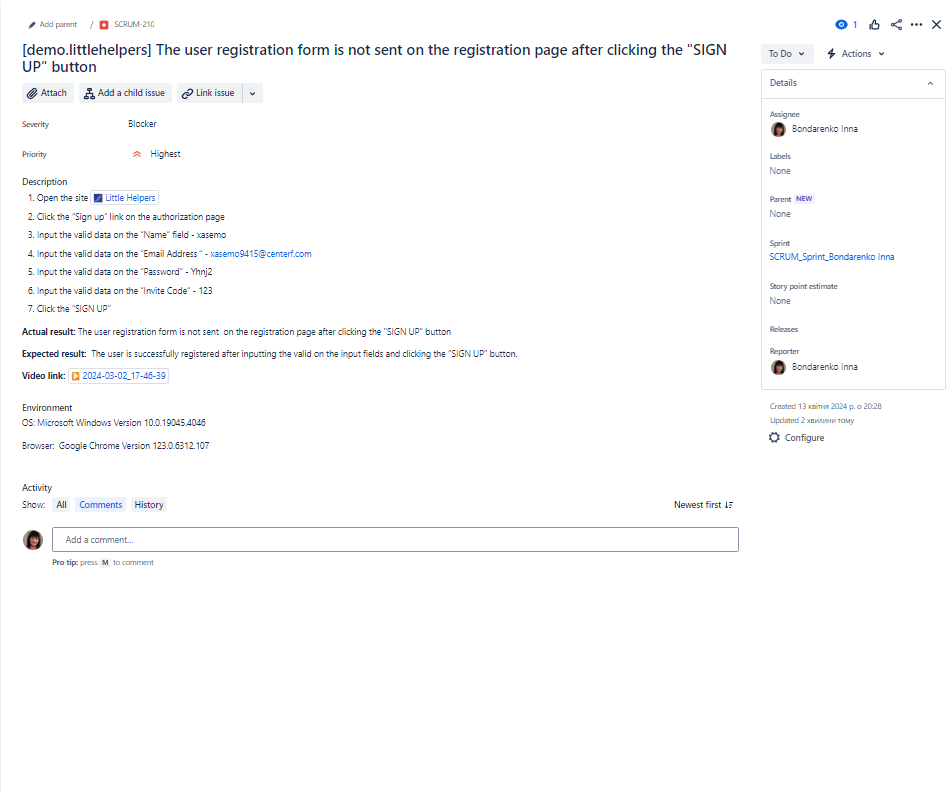 Add parent / SCRUM-210
1
[demo.littlehelpers] The user registration form is not sent on the registration page after clicking the "SIGN
UP" button
To Do
Actions
Attach
Add a child issue
Link issue
Details
Severity
Blocker
Priority
Highest
Description
1. Open the site Little Helpers
2. Click the "Sign up" link on the authorization page
3. Input the valid data on the "Name" field - xasemo
4. Input the valid data on the "Email Address " - xasemo9415@centerf.com
5. Input the valid data on the "Password" - Yhnj2
6. Input the valid data on the "Invite Code" - 123
7. Click the "SIGN UP"
Actual result: The user registration form is not sent on the registration page after clicking the "SIGN UP" button
Expected result: The user is successfully registered after inputting the valid on the input fields and clicking the "SIGN UP" button.
Video link: 2024-03-02_17-46-39
Environment
OS: Microsoft Windows Version 10.0.19045.4046
Browser: Google Chrome Version 123.0.6312.107
Assignee
Bondarenko Inna
Labels
None
Parent NEW
None
Sprint
SCRUM_Sprint_Bondarenko Inna
Story point estimate
None
Releases
Reporter
Bondarenko Inna
Created 13 квітня 2024 р. о 20:28
Updated 2 хвилини тому
Configure
Activity
Show: All Comments History
Newest first
Add a comment...
Pro tip: press M to comment